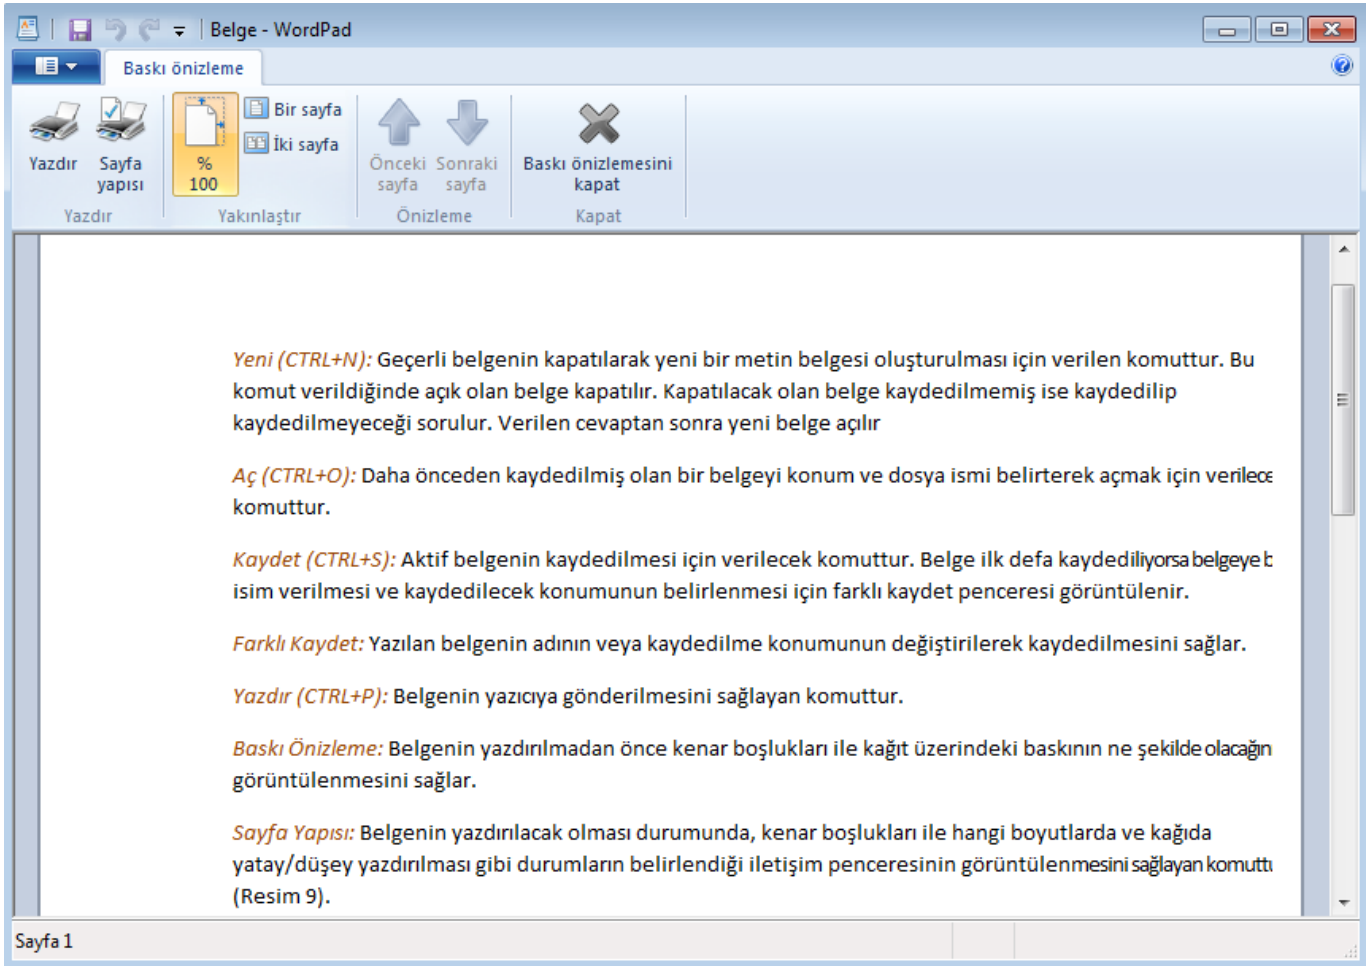 Belge - WordPad
Baskı önizleme
Yazdır
Sayfa yapısı
Yazdır
% 100
Bir sayfa
İki sayfa
Yakınlaştır
Önceki sayfa
Sonraki sayfa
Önizleme
Baskı önizlemesini kapat
Kapat
Yeni (CTRL+N): Geçerli belgenin kapatılarak yeni bir metin belgesi oluşturulması için verilen komuttur. Bu
komut verildiğinde açık olan belge kapatılır. Kapatılacak olan belge kaydedilmemiş ise kaydedilip
kaydedilmeyeceği sorulur. Verilen cevaptan sonra yeni belge açılır
Aç (CTRL+O): Daha önceden kaydedilmiş olan bir belgeyi konum ve dosya ismi belirterek açmak için verilece
komuttur.
Kaydet (CTRL+S): Aktif belgenin kaydedilmesi için verilecek komuttur. Belge ilk defa kaydediliyorsa belgeye b
isim verilmesi ve kaydedilecek konumunun belirlenmesi için farklı kaydet penceresi görüntülenir.
Farklı Kaydet: Yazılan belgenin adının veya kaydedilme konumunun değiştirilerek kaydedilmesini sağlar.
Yazdır (CTRL+P): Belgenin yazıcıya gönderilmesini sağlayan komuttur.
Baskı Önizleme: Belgenin yazdırılmadan önce kenar boşlukları ile kağıt üzerindeki baskının ne şekilde olacağın
görüntülenmesini sağlar.
Sayfa Yapısı: Belgenin yazdırılacak olması durumunda, kenar boşlukları ile hangi boyutlarda ve kağıda
yatay/düşey yazdırılması gibi durumların belirlendiği iletişim penceresinin görüntülenmesini sağlayan komuttu
(Resim 9).
Sayfa 1